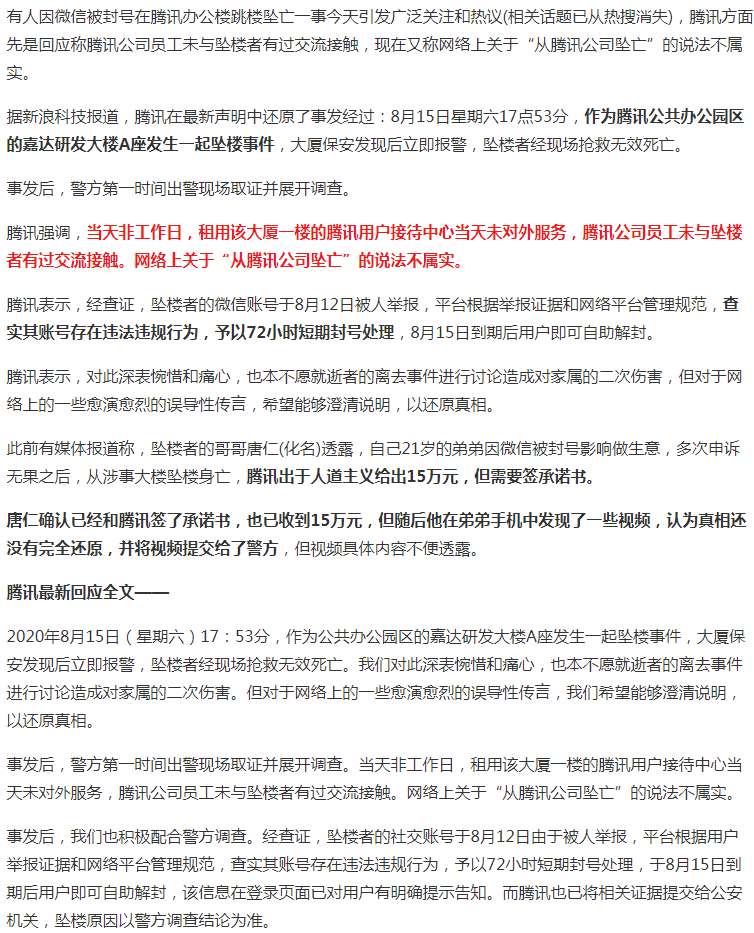 有人因微信被封号在腾讯办公楼跳楼坠亡一事今天引发广泛关注和热议(相关话题已从热搜消失)，腾讯方面
先是回应称腾讯公司员工未与坠楼者有过交流接触，现在又称网络上关于“从腾讯公司坠亡”的说法不属
实。
据新浪科技报道，腾讯在最新声明中还原了事发经过：8月15日星期六17点53分，作为腾讯公共办公园区
的嘉达研发大楼A座发生一起坠楼事件，大厦保安发现后立即报警，坠楼者经现场抢救无效死亡。
事发后，警方第一时间出警现场取证并展开调查。
腾讯强调，当天非工作日，租用该大厦一楼的腾讯用户接待中心当天未对外服务，腾讯公司员工未与坠楼
者有过交流接触。网络上关于“从腾讯公司坠亡”的说法不属实。
腾讯表示，经查证，坠楼者的微信账号于8月12日被人举报，平台根据举报证据和网络平台管理规范，查
实其账号存在违法违规行为，予以72小时短期封号处理，8月15日到期后用户即可自助解封。
腾讯表示，对此深表惋惜和痛心，也本不愿就逝者的离去事件进行讨论造成对家属的二次伤害，但对于网
络上的一些愈演愈烈的误导性传言，希望能够澄清说明，以还原真相。
此前有媒体报道称，坠楼者的哥哥唐仁(化名)透露，自己21岁的弟弟因微信被封号影响做生意，多次申诉
无果之后，从涉事大楼坠楼身亡，腾讯出于人道主义给出15万元，但需要签承诺书。
唐仁确认已经和腾讯签了承诺书，也已收到15万元，但随后他在弟弟手机中发现了一些视频，认为真相还
没有完全还原，并将视频提交给了警方，但视频具体内容不便透露。
腾讯最新回应全文——
2020年8月15日（星期六）17：53分，作为公共办公园区的嘉达研发大楼A座发生一起坠楼事件，大厦保
安发现后立即报警，坠楼者经现场抢救无效死亡。我们对此深表惋惜和痛心，也本不愿就逝者的离去事件
进行讨论造成对家属的二次伤害。但对于网络上的一些愈演愈烈的误导性传言，我们希望能够澄清说明，
以还原真相。
事发后，警方第一时间出警现场取证并展开调查。当天非工作日，租用该大厦一楼的腾讯用户接待中心当
天未对外服务，腾讯公司员工未与坠楼者有过交流接触。网络上关于“从腾讯公司坠亡”的说法不属实。
事发后，我们也积极配合警方调查。经查证，坠楼者的社交账号于8月12日由于被人举报，平台根据用户
举报证据和网络平台管理规范，查实其账号存在违法违规行为，予以72小时短期封号处理，于8月15日到
期后用户即可自助解封，该信息在登录页面已对用户有明确提示告知。而腾讯也已将相关证据提交给公安
机关，坠楼原因以警方调查结论为准。